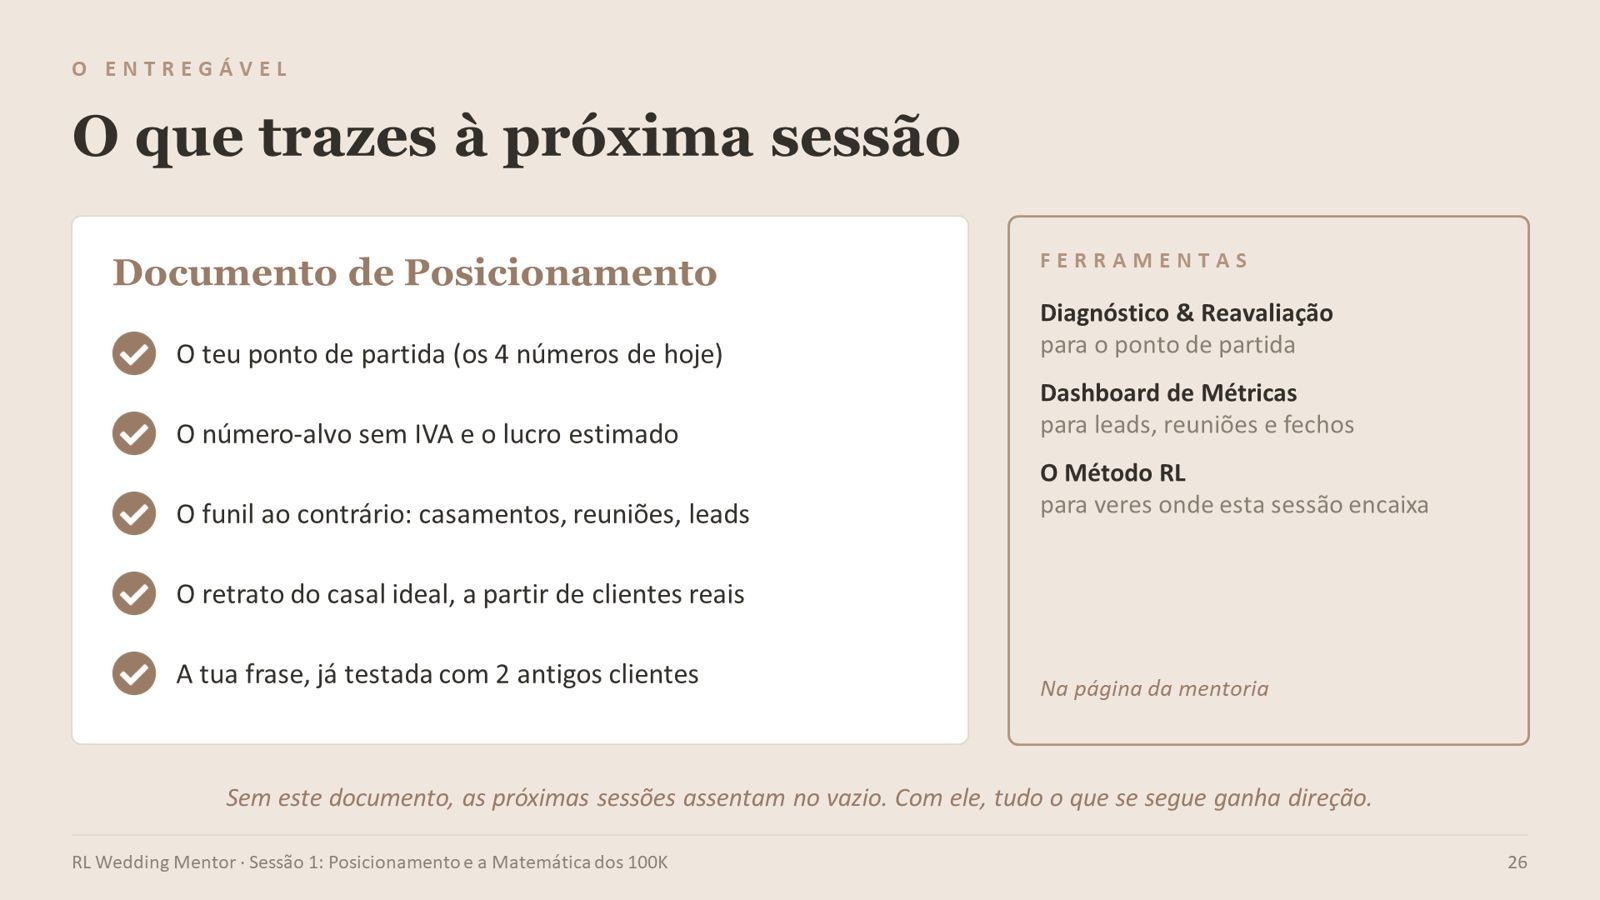 O ENTREGÁVEL
O que trazes à próxima sessão
Documento de Posicionamento
O teu ponto de partida (os 4 números de hoje)
O número-alvo sem IVA e o lucro estimado
O funil ao contrário: casamentos, reuniões, leads
O retrato do casal ideal, a partir de clientes reais
A tua frase, já testada com 2 antigos clientes
FERRAMENTAS
Diagnóstico & Reavaliação
para o ponto de partida
Dashboard de Métricas
para leads, reuniões e fechos
O Método RL
para veres onde esta sessão encaixa
Na página da mentoria
Sem este documento, as próximas sessões assentam no vazio. Com ele, tudo o que se segue ganha direção.
RL Wedding Mentor · Sessão 1: Posicionamento e a Matemática dos 100K
26